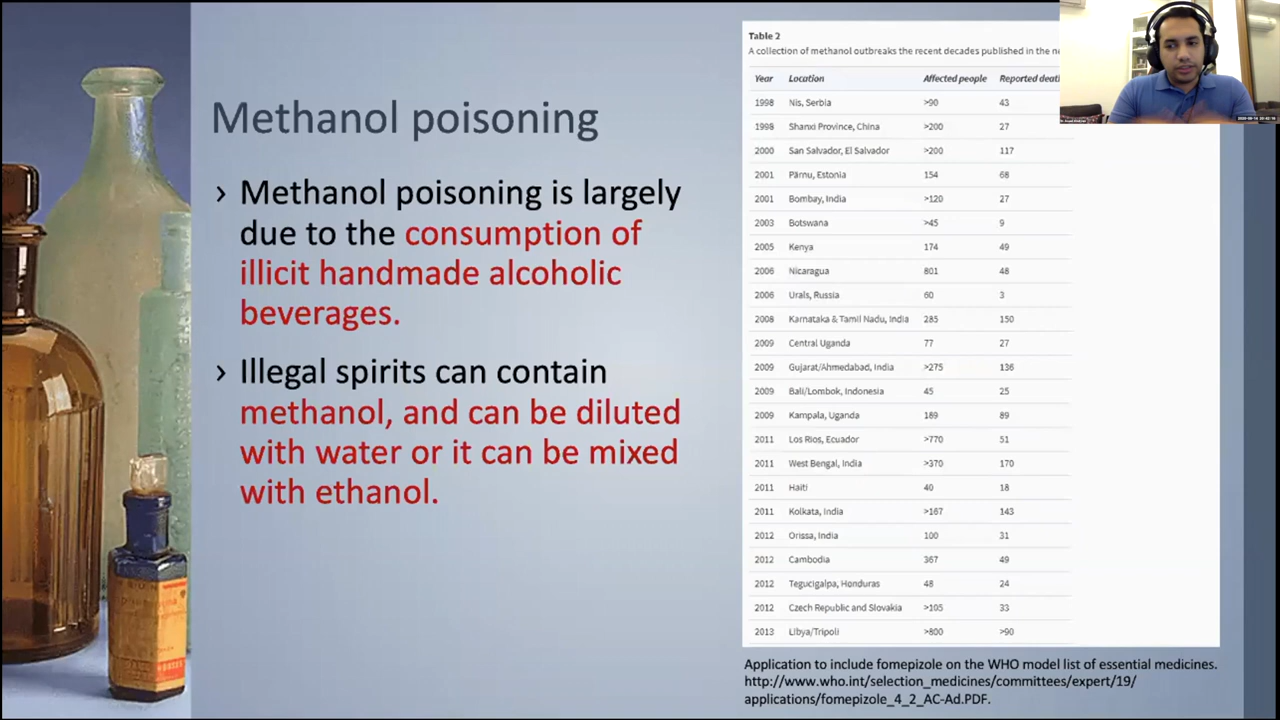 Methanol poisoning
› Methanol poisoning is largely
due to the consumption of
illicit handmade alcoholic
beverages.
› Illegal spirits can contain
methanol, and can be diluted
with water or it can be mixed
with ethanol.
Table 2
A collection of methanol outbreaks the recent decades published in the
Year Location Affected people Reported
1998 Nis, Serbia >90 43
1998 Shanxi Province, China >200 27
2000 San Salvador, El Salvador >200 117
2001 Pärnu, Estonia 154 68
2001 Bombay, India >120 27
2003 Botswana >45 9
2005 Kenya 174 49
2006 Nicaragua 801 48
2006 Urals, Russia 60 3
2008 Karnataka & Tamil Nadu, India 285 150
2009 Central Uganda 77 27
2009 Gujarat/Ahmedabad, India >275 136
2009 Bali/Lombok, Indonesia 45 25
2009 Kampala, Uganda 189 89
2011 Los Rios, Ecuador >770 51
2011 West Bengal, India >370 170
2011 Haiti 40 18
2011 Kolkata, India >167 143
2012 Orissa, India 100 31
2012 Cambodia 367 49
2012 Tegucigalpa, Honduras 48 24
2012 Czech Republic and Slovakia >105 33
2013 Libya/Tripoli >800 >90
Application to include fomepizole on the WHO model list of essential medicines.
http://www.who.int/selection_medicines/committees/expert/19/
applications/fomepizole_4_2_AC-Ad.PDF.